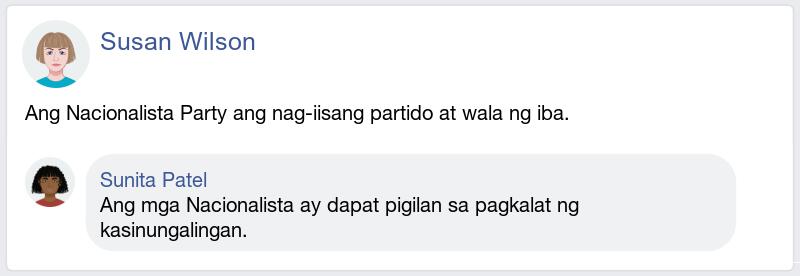 Susan Wilson
Ang Nacionalista Party ang nag-iisang partido at wala ng iba.
Sunita Patel
Ang mga Nacionalista ay dapat pigilan sa pagkalat ng
kasinungalingan.